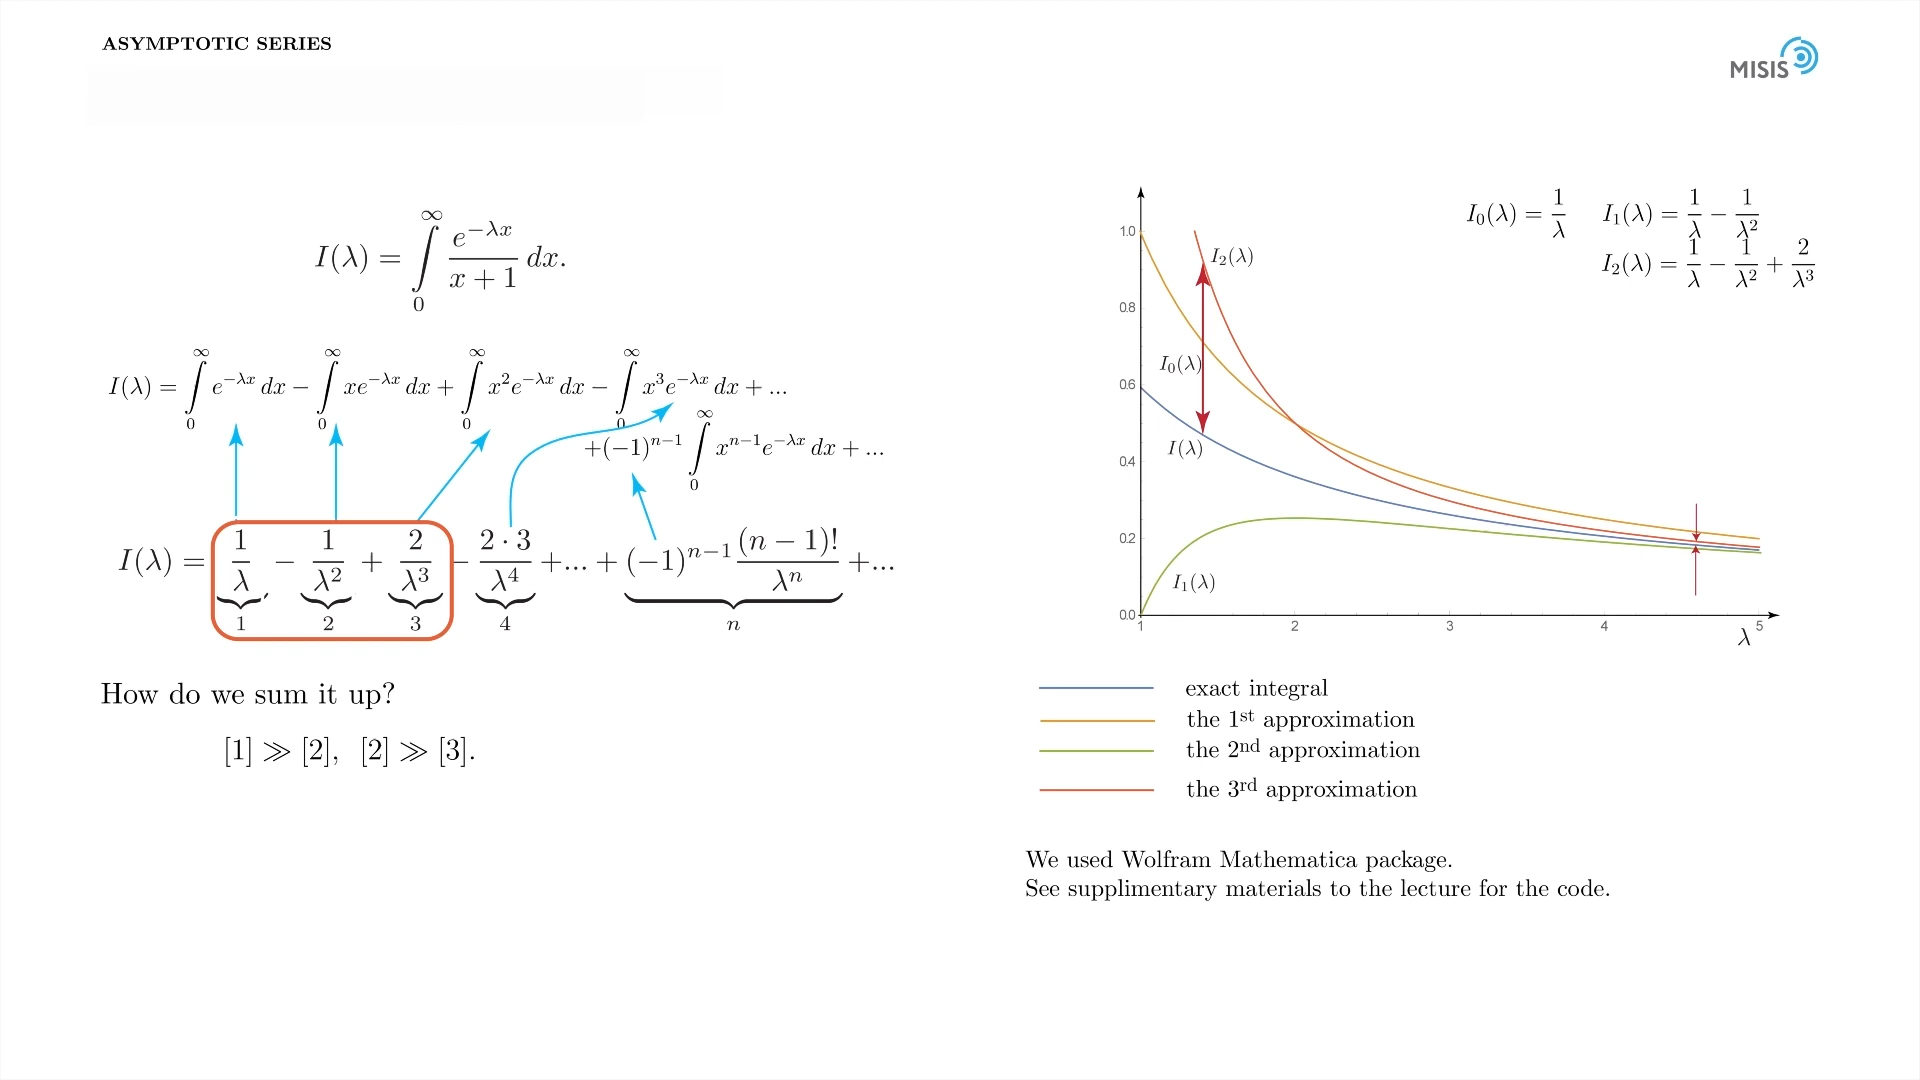 ASYMPTOTIC SERIES
MISIS
I(λ) = ∫₀^∞ e^{−λx} / (x + 1) dx.
I(λ) = ∫₀^∞ e^{−λx} dx − ∫₀^∞ xe^{−λx} dx + ∫₀^∞ x²e^{−λx} dx − ∫₀^∞ x³e^{−λx} dx + ...
+(−1)^{n−1} ∫₀^∞ x^{n−1}e^{−λx} dx + ...
I(λ) = 1/λ − 1/λ² + 2/λ³ − 2·3/λ⁴ + ... + (−1)^{n−1} (n − 1)!/λⁿ + ...
1 2 3 4 n
How do we sum it up?
[1] ≫ [2], [2] ≫ [3].
I₀(λ) = 1/λ I₁(λ) = 1/λ − 1/λ²
I₂(λ) = 1/λ − 1/λ² + 2/λ³
1.0
0.8
0.6
0.4
0.2
0.0
I₂(λ)
I₀(λ)
I(λ)
I₁(λ)
1 2 3 4 5
λ
exact integral
the 1st approximation
the 2nd approximation
the 3rd approximation
We used Wolfram Mathematica package.
See supplimentary materials to the lecture for the code.